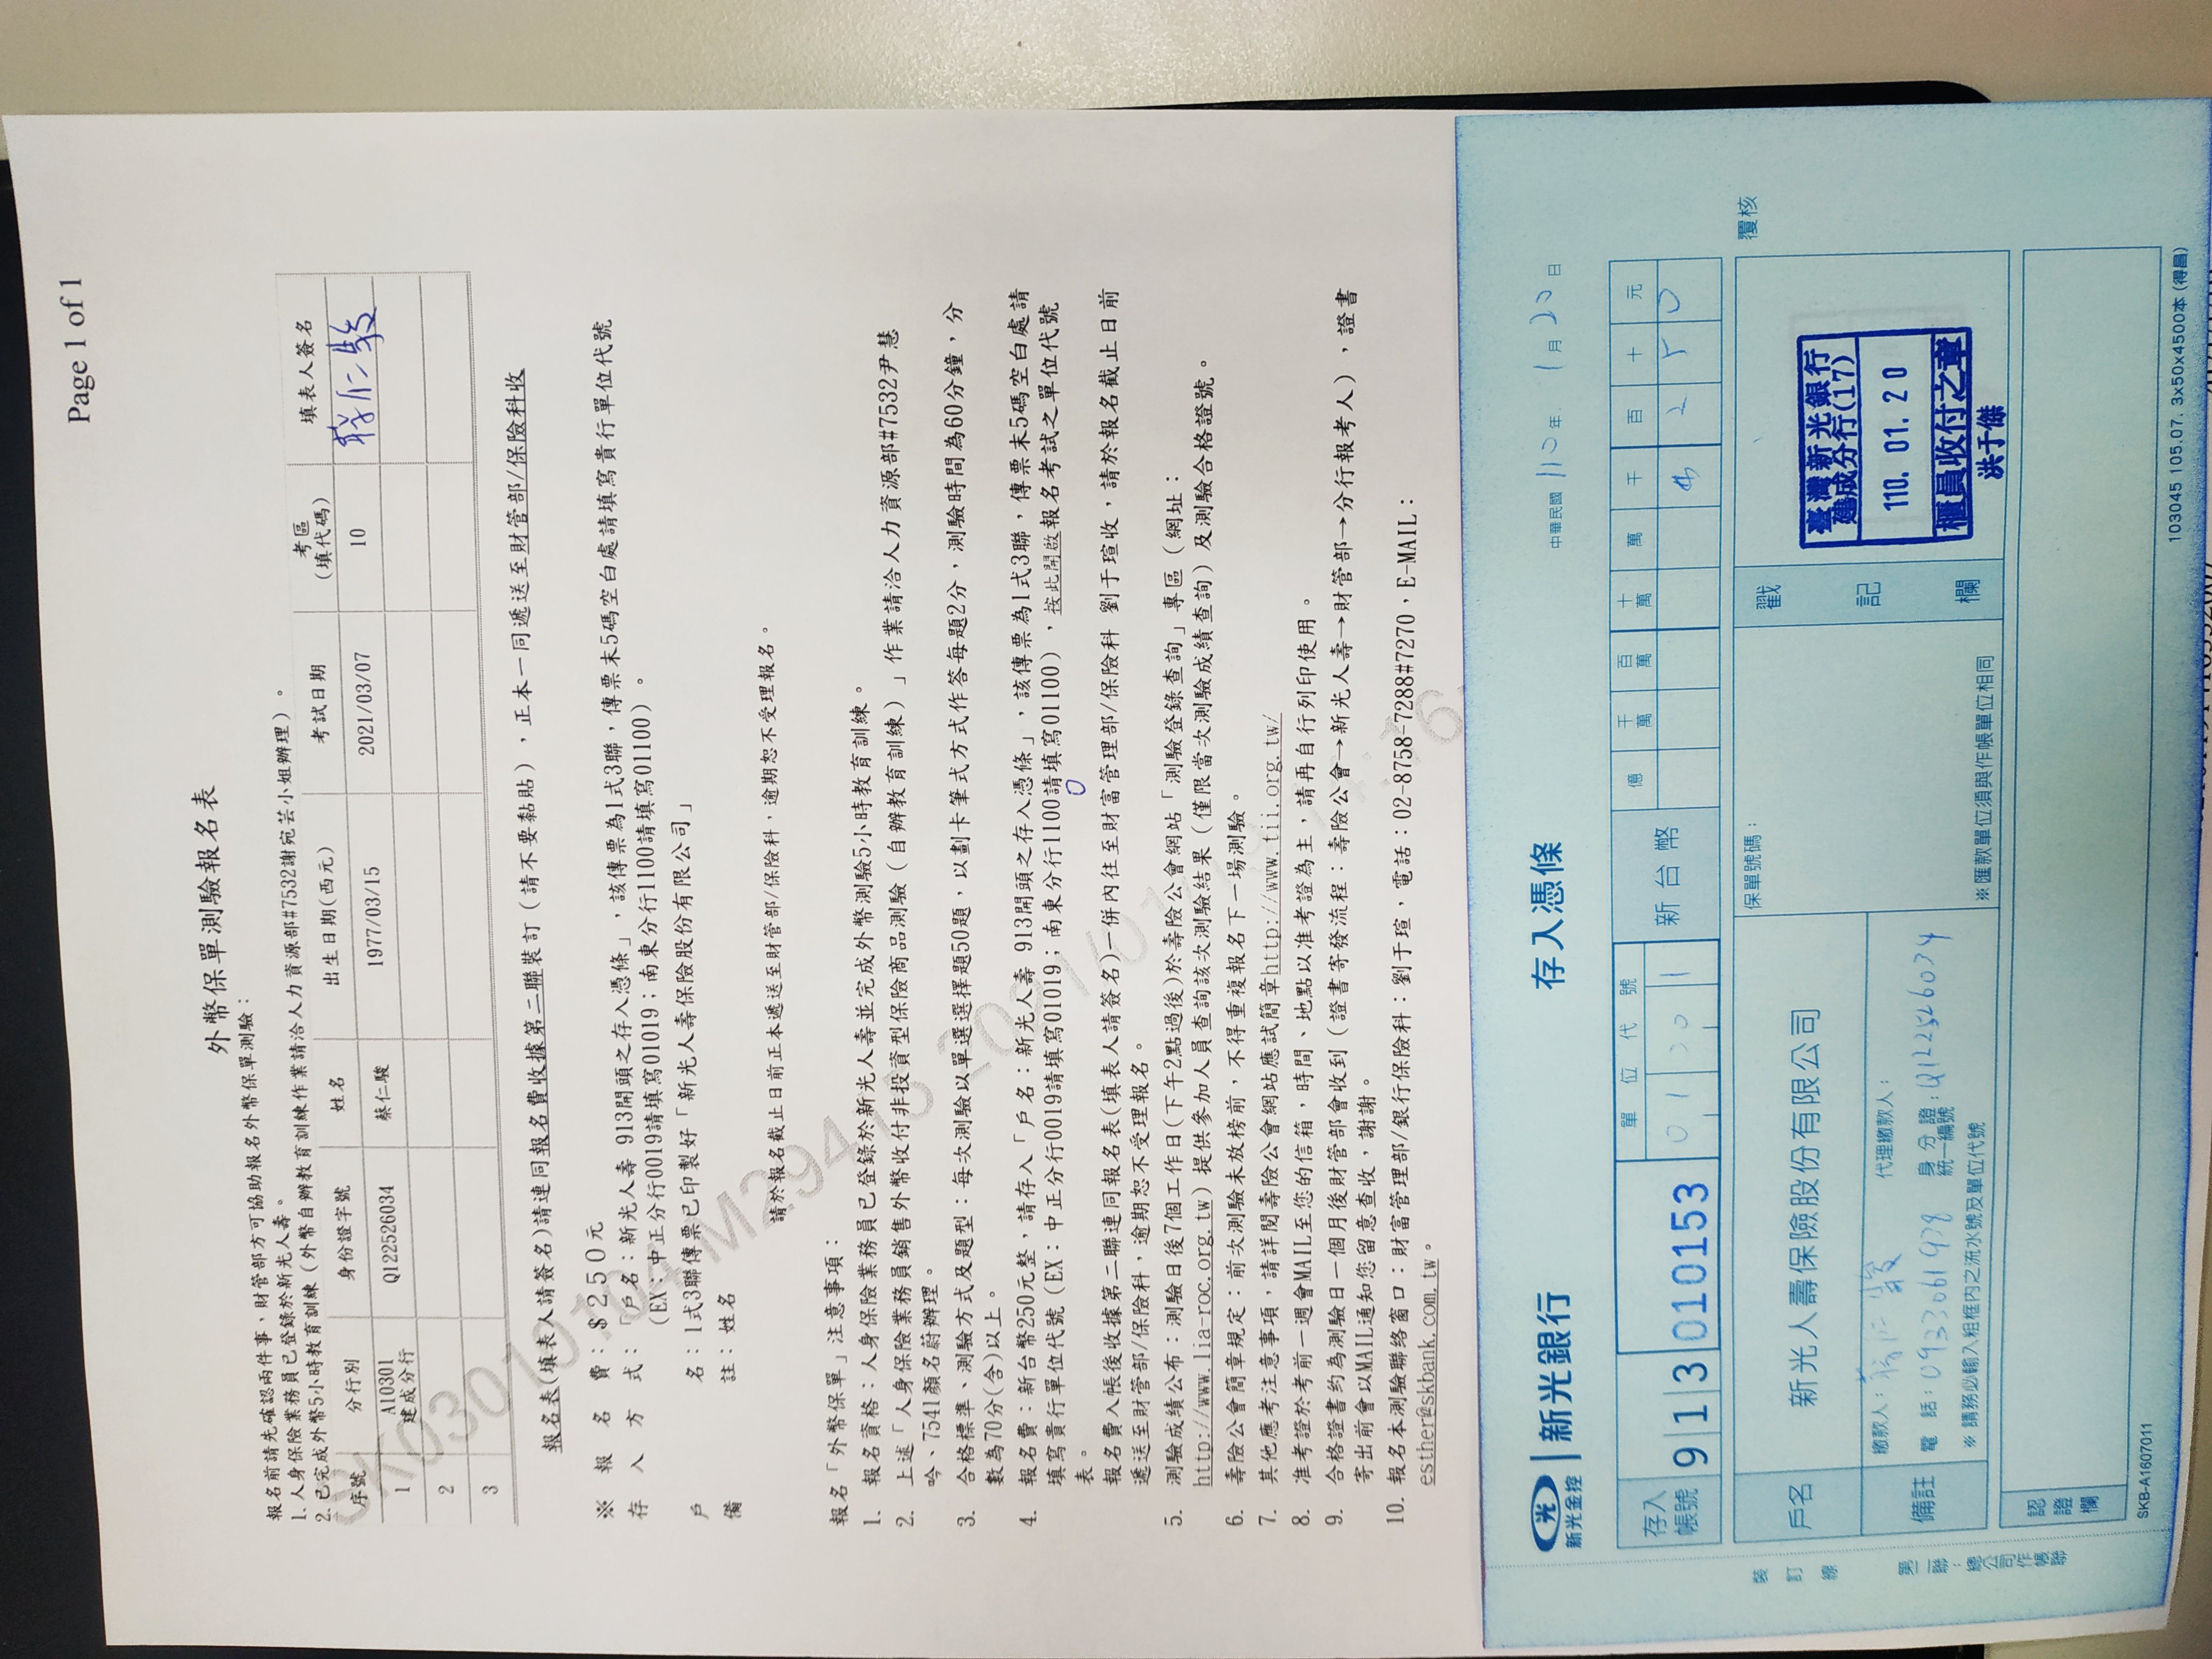 Page 1 of 1
外幣保單測驗報名表
報名前請先確認兩件事、財管部方可協助報名外幣保單測驗：
1. 人身保險業務員已登錄於新光人壽。
2. 已完成外幣5小時教育訓練（外幣自辦教育訓練作業請洽人力資源部#7532謝宛芸小姐辦理）。
序號 分行別 身份證字號 姓名 出生日期(西元) 考試日期 考區(填代碼) 填表人簽名
1 A10301 建成分行 Q122526034 蔡仁駿 1977/03/15 2021/03/07 10 蔡仁駿
2
3
報名表(填表人請簽名)請連同報名費收據第二聯裝訂（請不要黏貼），正本一同遞送至財管部/保險科收
※報名費：$250元
存入方式：「戶名：新光人壽 913開頭之存入憑條」，該傳票為1式3聯，傳票末5碼空白處請填寫貴行單位代號
(EX：中正分行0019請填寫01019；南東分行1100請填寫01100)。
戶名：1式3聯傳票已印製好「新光人壽保險股份有限公司」
備註：姓名
請於報名截止日前正本遞送至財管部/保險科，逾期恕不受理報名。
報名「外幣保單」注意事項：
1. 報名資格：人身保險業務員已登錄於新光人壽並完成外幣測驗5小時教育訓練。
2. 上述「人身保險業務員銷售外幣收付非投資型保險商品測驗（自辦教育訓練）」作業請洽人力資源部#7532尹慧
吟、7541顏名蔚辦理。
3. 合格標準、測驗方式及題型：每次測驗以單選選擇題50題，以劃卡筆式方式作答每題2分，測驗時間為60分鐘，分
數為70分(含)以上。
4. 報名費：新台幣250元整，請存入「戶名：新光人壽 913開頭之存入憑條」，該傳票為1式3聯，傳票末5碼空白處請
填寫貴行單位代號（EX：中正分行0019請填寫01019；南東分行1100請填寫01100），按此開啟報名考試之單位代號
表。
報名費入帳後收據第二聯連同報名表(填表人請簽名)一併內住至財富管理部/保險科 劉于瑄收，請於報名截止日前
遞送至財管部/保險科，逾期恕不受理報名。
5. 測驗成績公布：測驗日後7個工作日(下午2點過後)於壽險公會網站「測驗登錄查詢」專區（網址：
http://www.lia-roc.org.tw）提供參加人員查詢該次測驗結果（僅限當次測驗成績查詢）及測驗合格證號。
6. 壽險公會簡章規定：前次測驗未放榜前，不得重複報名下一場測驗。
7. 其他應考注意事項，請詳閱壽險公會網站應試簡章http://www.tii.org.tw/
8. 准考證於考前一週會MAIL至您的信箱，時間、地點以准考證為主，請再自行列印使用。
9. 合格證書約為測驗日一個月後財管部會收到（證書寄發流程：壽險公會→新光人壽→財管部→分行報考人），證書
寄出前會以MAIL通知您留意查收，謝謝。
10. 報名本測驗聯絡窗口：財富管理部/銀行保險科：劉于瑄，電話：02-8758-7288#7270，E-MAIL：
esther@skbank.com.tw。
新光金控 新光銀行 存入憑條 中華民國 110年 1月 20日
存入帳號 913010153 單位代號 01301 新台幣 億 千萬 百萬 十萬 萬 千 百 十 元
2 5 0
戶名 新光人壽保險股份有限公司 保單號碼：
備註 繳款人：蔡仁駿 代理繳款人：
電話：0933061928 身分證統一編號：Q122526034
※ 請務必輸入粗框內之流水號及單位代號 ※匯款單位須與作帳單位相同
戳記欄
臺灣新光銀行
建成分行(17)
110. 01. 20
櫃員收付之章
洪于傑
覆核
認證欄
裝訂線
第二聯：總公司作帳聯
SKB-A1607011
103045 105.07. 3x50x4500本 (得昌)